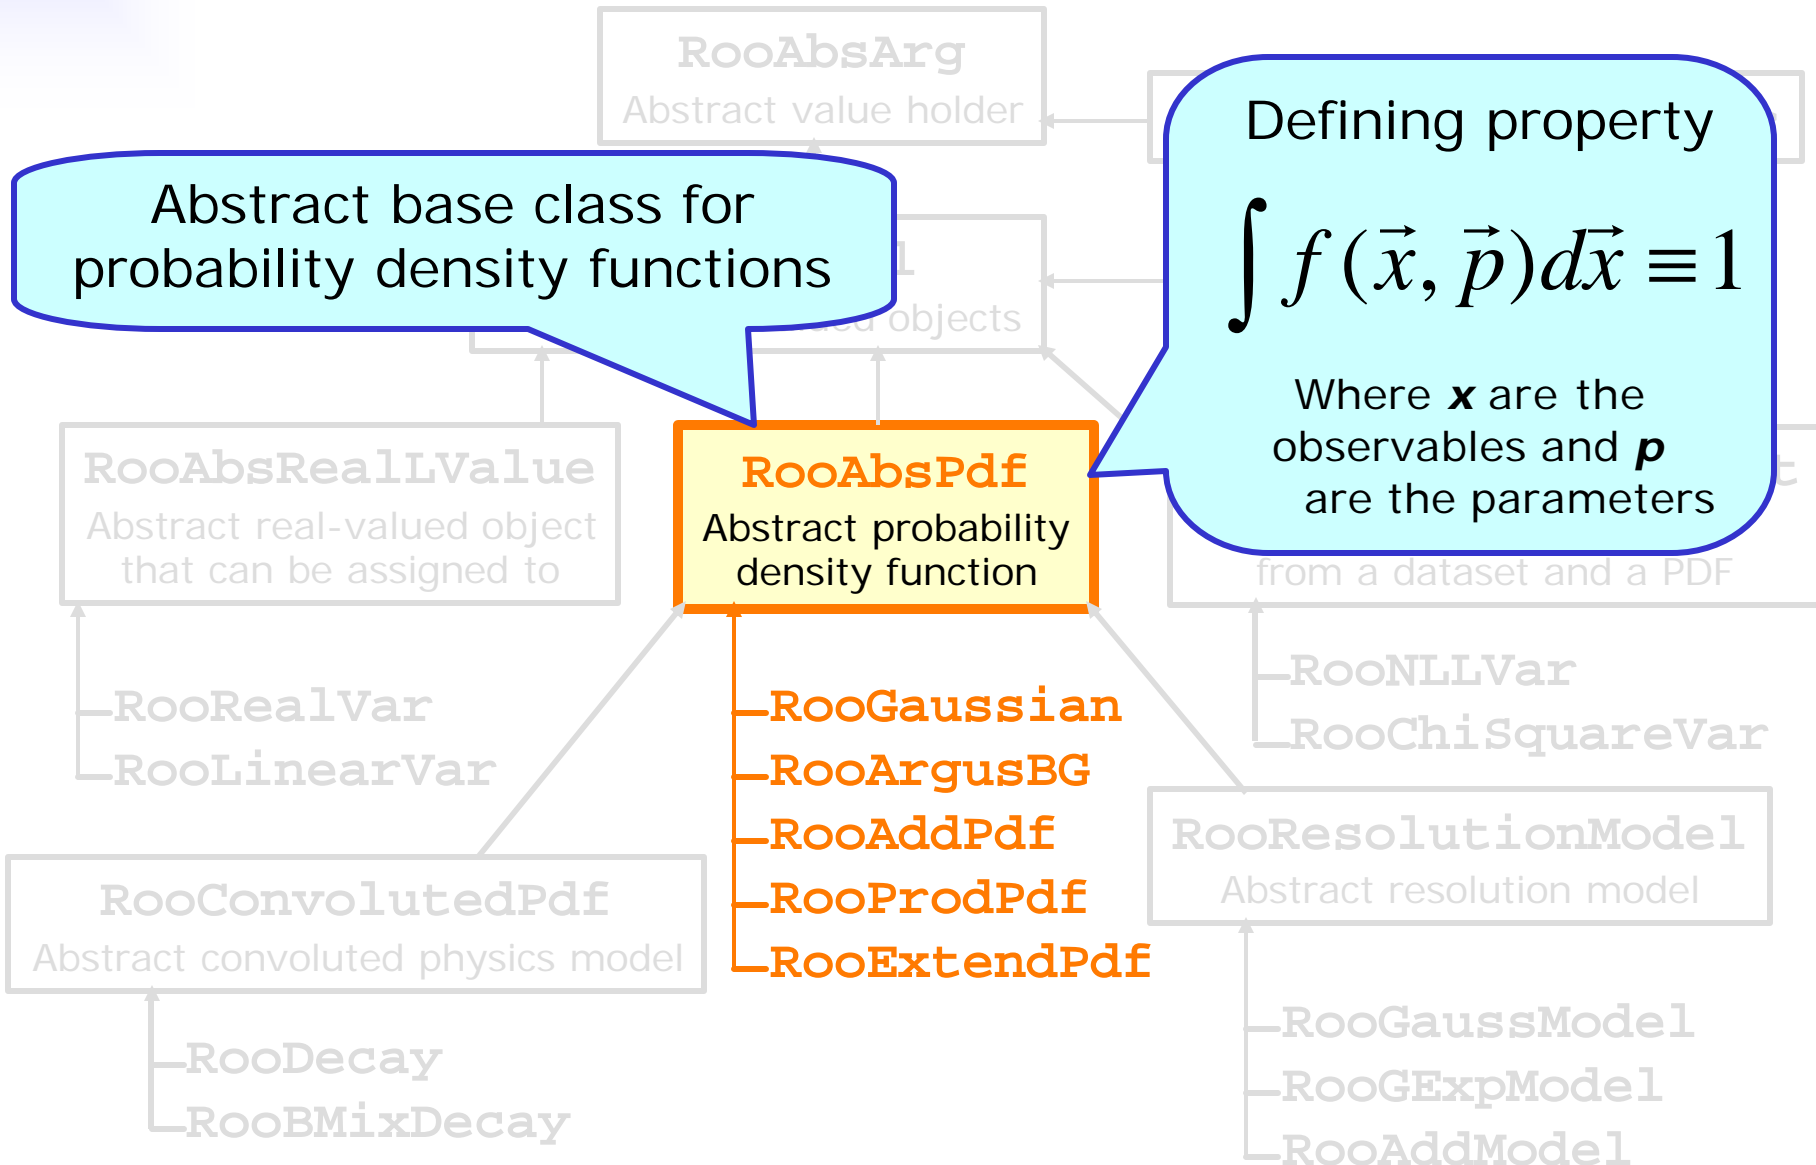 RooAbsArg
Abstract value holder
Defining property
∫ f (x⃗, p⃗)dx⃗ ≡ 1
Where x are the
observables and p
are the parameters
Abstract base class for
probability density functions
objects
RooAbsRealLValue
Abstract real-valued object
that can be assigned to
RooAbsPdf
Abstract probability
density function
from a dataset and a PDF
RooRealVar
RooLinearVar
RooGaussian
RooArgusBG
RooAddPdf
RooProdPdf
RooExtendPdf
RooNLLVar
RooChiSquareVar
RooConvolutedPdf
Abstract convoluted physics model
RooResolutionModel
Abstract resolution model
RooDecay
RooBMixDecay
RooGaussModel
RooGExpModel
RooAddModel